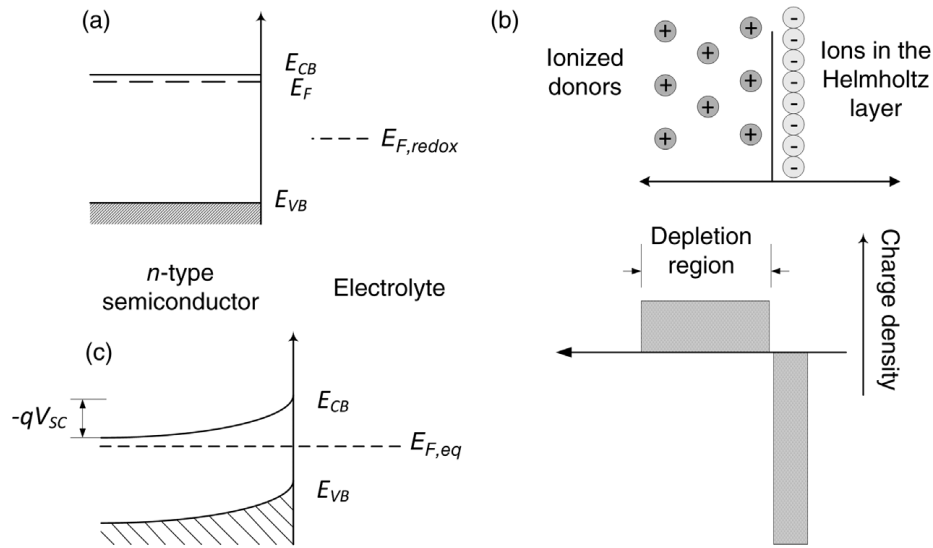 (a)
E_CB
E_F
E_F,redox
E_VB
n-type
semiconductor
Electrolyte
(b)
Ionized
donors
+ + + + + + + +
- - - - - - - - -
Ions in the
Helmholtz
layer
Depletion
region
Charge density
(c)
-qV_SC
E_CB
E_F,eq
E_VB